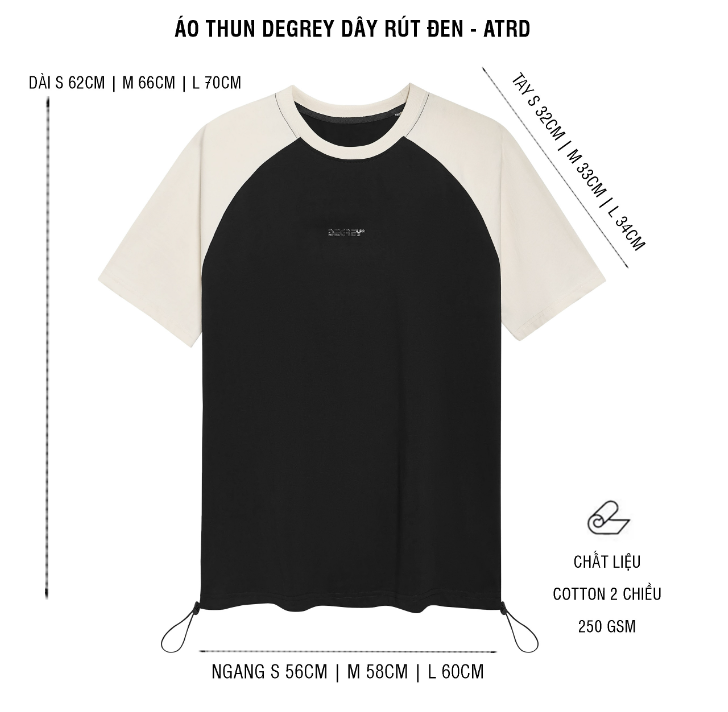 ÁO THUN DEGREY DÂY RÚT ĐEN - ATRD
DÀI S 62CM | M 66CM | L 70CM
TAY S 32CM | M 33CM | L 34CM
DEGREY®
CHẤT LIỆU
COTTON 2 CHIỀU
250 GSM
NGANG S 56CM | M 58CM | L 60CM